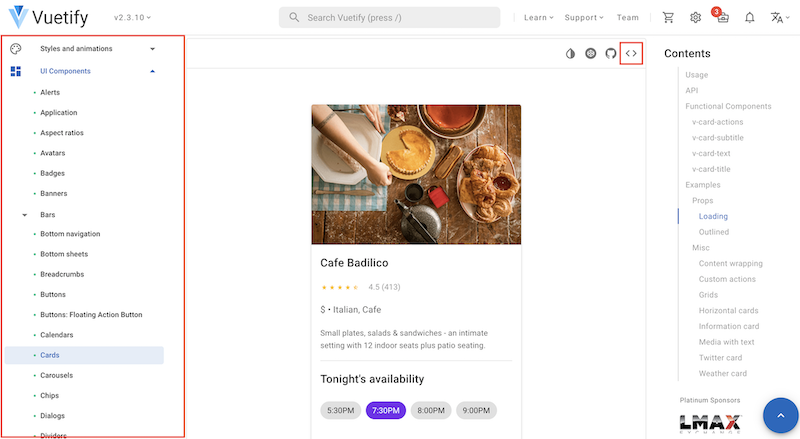 Vuetify
v2.3.10
Search Vuetify (press /)
Learn
Support
Team
3
Styles and animations
UI Components
Alerts
Application
Aspect ratios
Avatars
Badges
Banners
Bars
Bottom navigation
Bottom sheets
Breadcrumbs
Buttons
Buttons: Floating Action Button
Calendars
Cards
Carousels
Chips
Dialogs
Dividers
Cafe Badilico
4.5 (413)
$ • Italian, Cafe
Small plates, salads & sandwiches - an intimate
setting with 12 indoor seats plus patio seating.
Tonight's availability
5:30PM
7:30PM
8:00PM
9:00PM
Contents
Usage
API
Functional Components
v-card-actions
v-card-subtitle
v-card-text
v-card-title
Examples
Props
Loading
Outlined
Misc
Content wrapping
Custom actions
Grids
Horizontal cards
Information card
Media with text
Twitter card
Weather card
Platinum Sponsors
LMAX
EXCHANGE